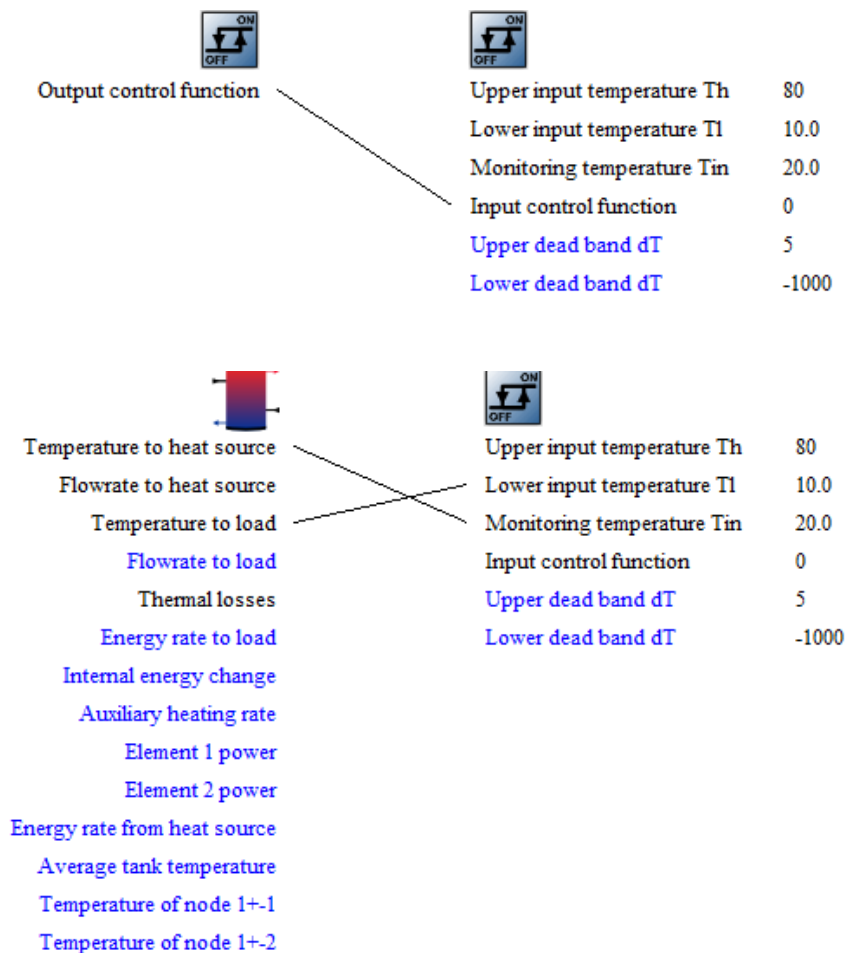 ON
OFF
ON
OFF
Output control function
Upper input temperature Th 80
Lower input temperature Tl 10.0
Monitoring temperature Tin 20.0
Input control function 0
Upper dead band dT 5
Lower dead band dT -1000
ON
OFF
Temperature to heat source Upper input temperature Th 80
Flowrate to heat source Lower input temperature Tl 10.0
Temperature to load Monitoring temperature Tin 20.0
Flowrate to load Input control function 0
Thermal losses Upper dead band dT 5
Energy rate to load Lower dead band dT -1000
Internal energy change
Auxiliary heating rate
Element 1 power
Element 2 power
Energy rate from heat source
Average tank temperature
Temperature of node 1+-1
Temperature of node 1+-2